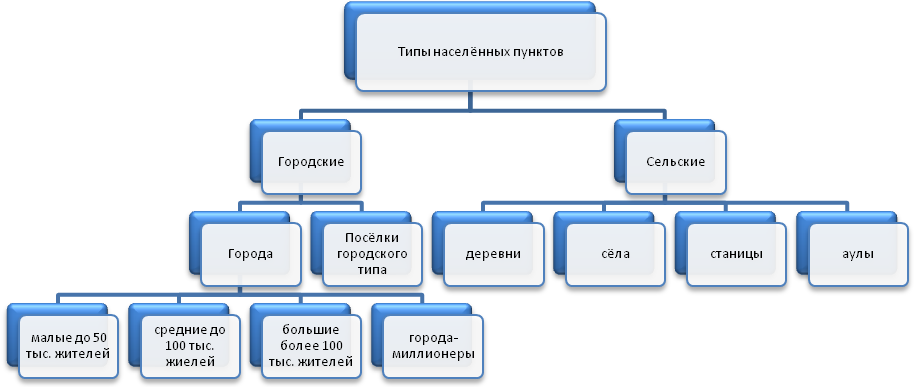 Типы населённых пунктов
Городские
Сельские
Города
Посёлки
городского
типа
деревни
сёла
станицы
аулы
малые до 50
тыс. жителей
средние до
100 тыс.
жиелей
большие
более 100
тыс. жителей
города-
миллионеры